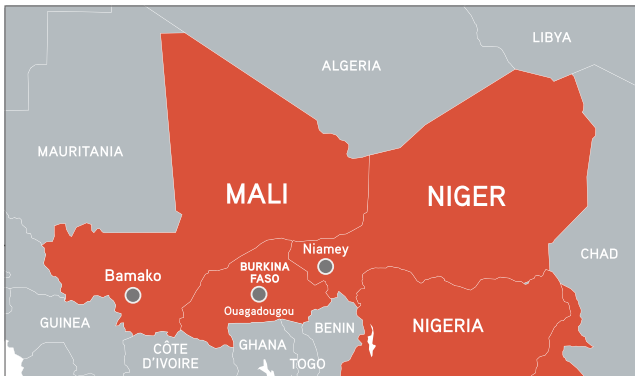 LIBYA
ALGERIA
MAURITANIA
MALI
NIGER
Niamey
CHAD
BURKINA
FASO
Bamako
Ouagadougou
GUINEA
BENIN
NIGERIA
CÔTE
D'IVOIRE
GHANA
TOGO